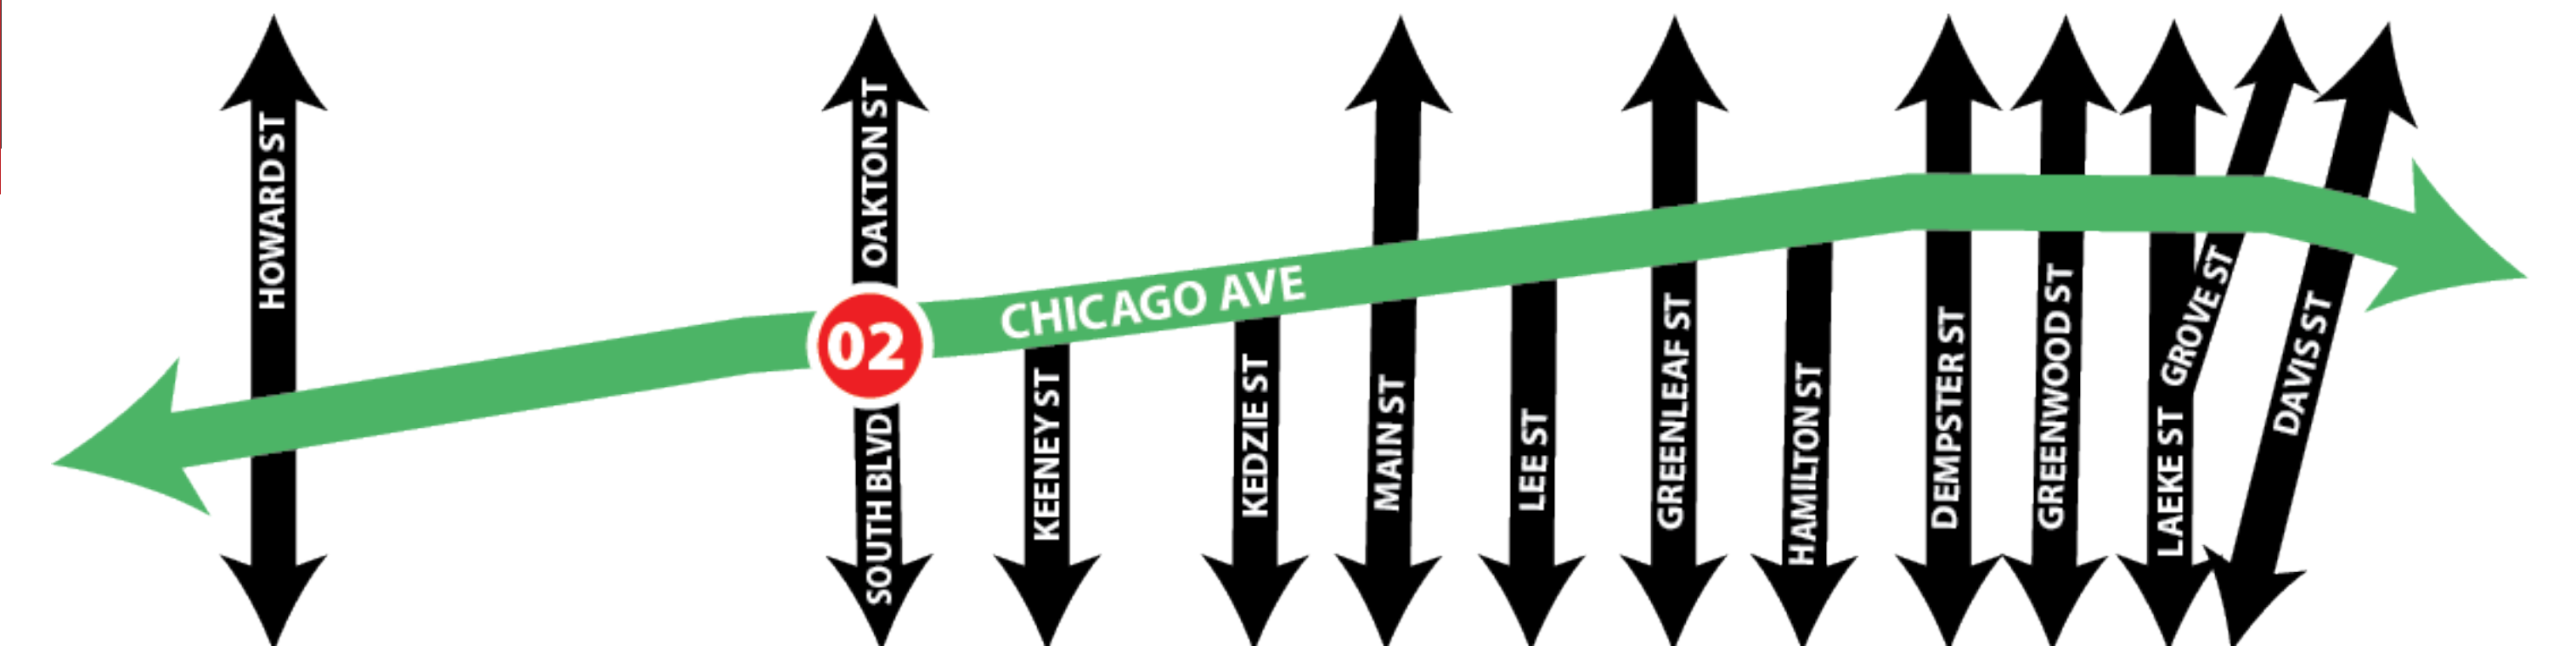 HOWARD ST
OAKTON ST
02
SOUTH BLVD
CHICAGO AVE
KEENEY ST
KEDZIE ST
MAIN ST
LEE ST
GREENLEAF ST
HAMILTON ST
DEMPSTER ST
GREENWOOD ST
LAEKE ST
GROVE ST
DAVIS ST